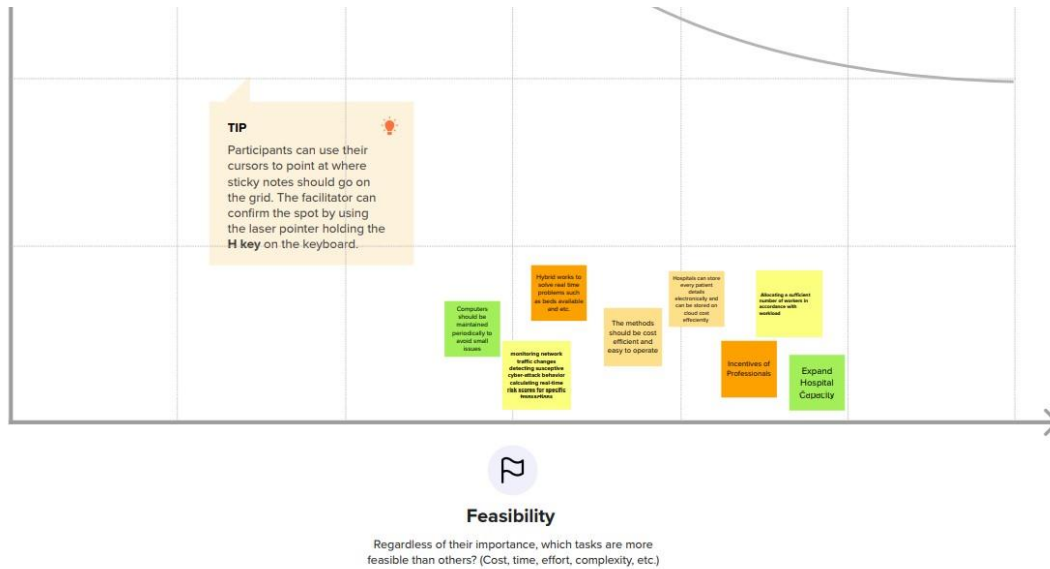 TIP
Participants can use their
cursors to point at where
sticky notes should go on
the grid. The facilitator can
confirm the spot by using
the laser pointer holding the
H key on the keyboard.
Hybrid works to
solve real time
problems such
as beds available
and etc.
Hospitals can store
every patient
details
electronically and
can be stored on
cloud cost
effeciently
Allocating a sufficient
number of workers in
accordance with
workload
Computers
should be
maintained
periodically to
avoid small
issues
The methods
should be cost
efficient and
easy to operate
monitoring network
traffic changes
detecting susceptive
cyber-attack behavior
calculating real-time
risk scores for specific
transactions
Incentives of
Professionals
Expand
Hospital
Capacity
Feasibility
Regardless of their importance, which tasks are more
feasible than others? (Cost, time, effort, complexity, etc.)